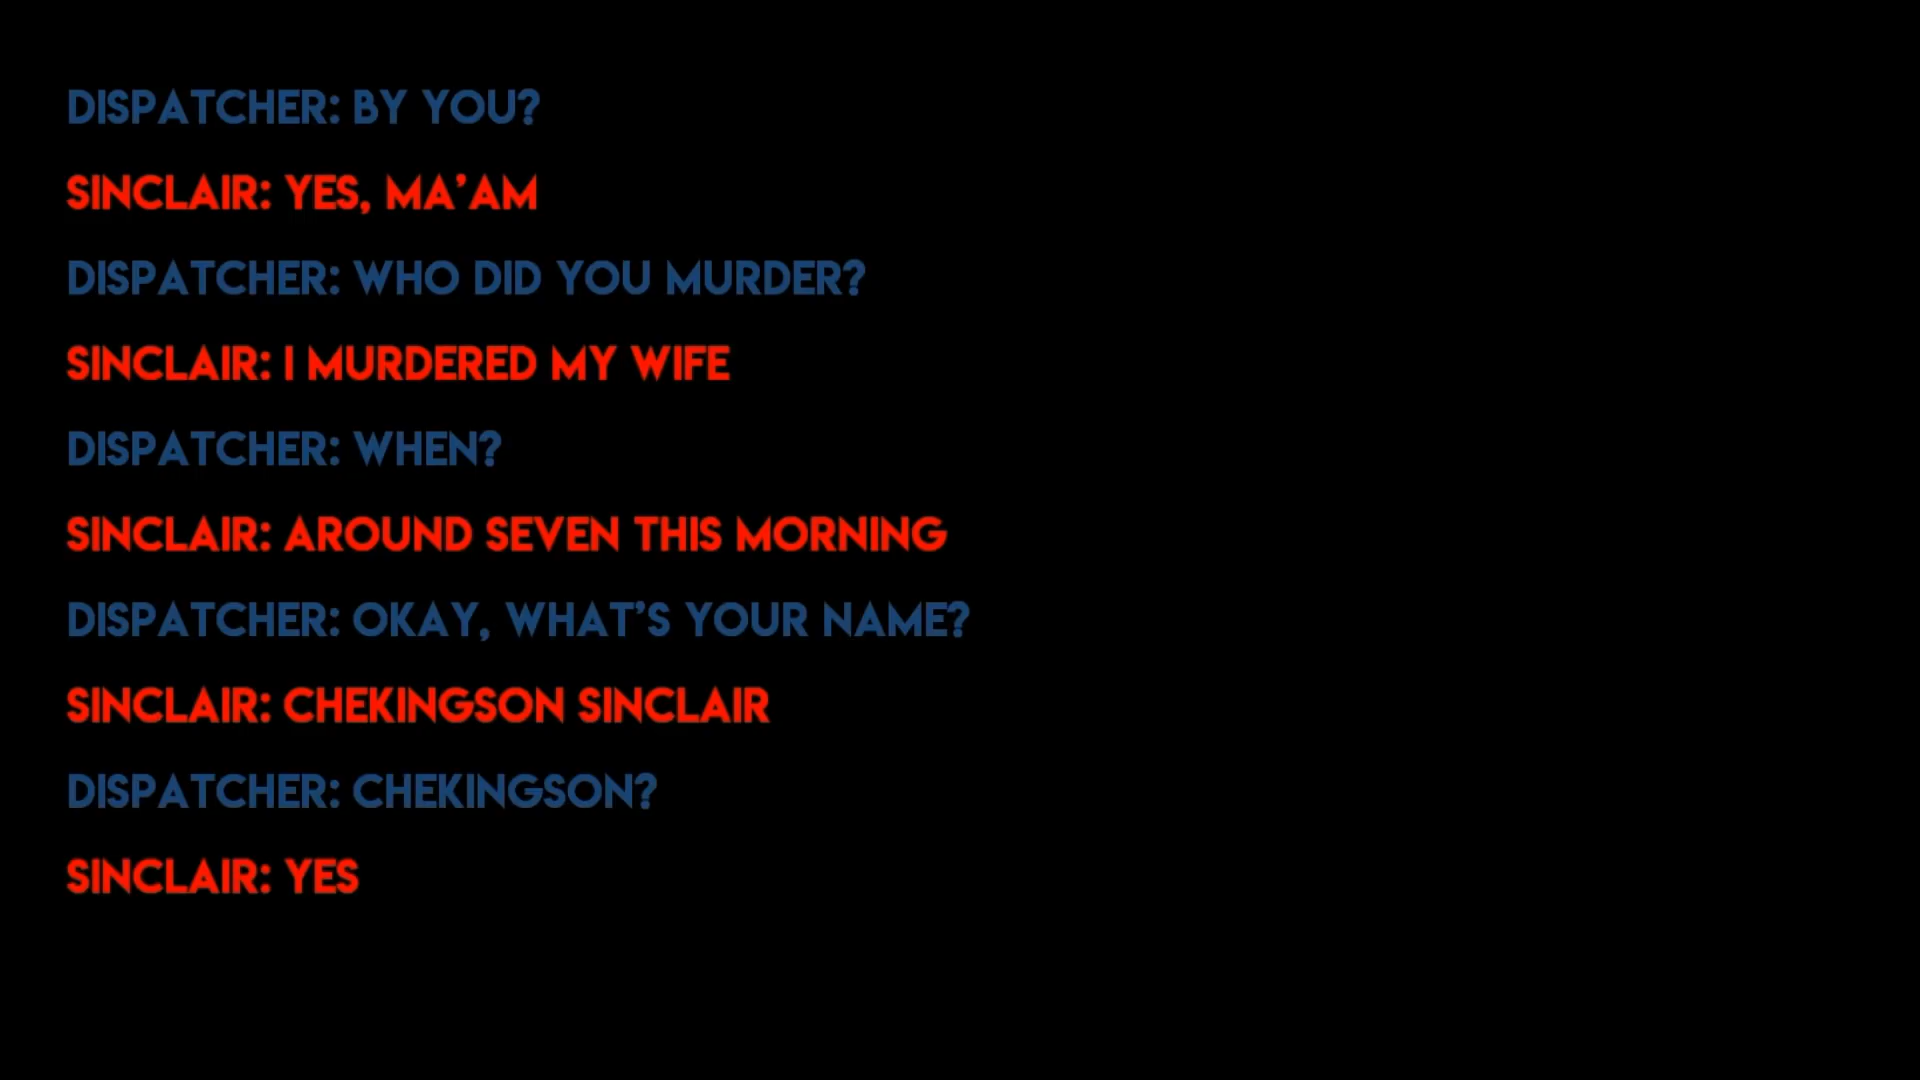 DISPATCHER: BY YOU?
SINCLAIR: YES, MA’AM
DISPATCHER: WHO DID YOU MURDER?
SINCLAIR: I MURDERED MY WIFE
DISPATCHER: WHEN?
SINCLAIR: AROUND SEVEN THIS MORNING
DISPATCHER: OKAY, WHAT’S YOUR NAME?
SINCLAIR: CHEKINGSON SINCLAIR
DISPATCHER: CHEKINGSON?
SINCLAIR: YES